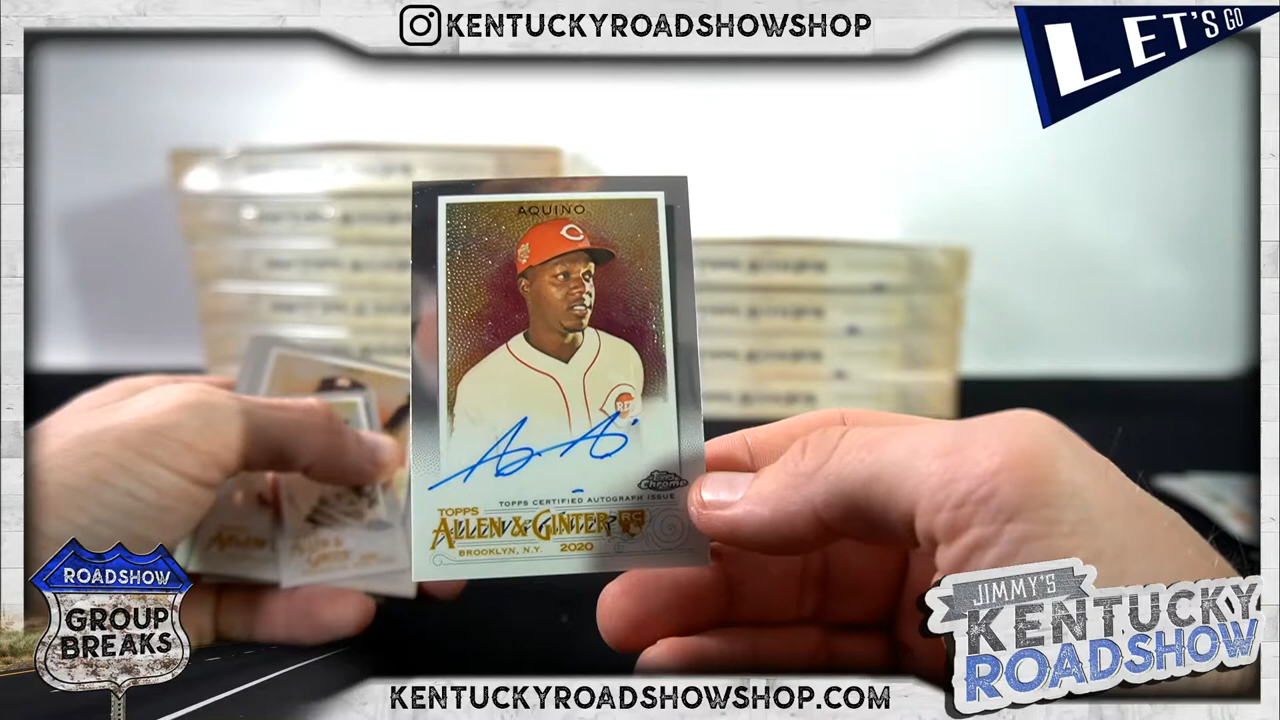 KENTUCKYROADSHOWSHOP
LET'S GO
AQUINO
C
REDS
Topps Chrome
TOPPS CERTIFIED AUTOGRAPH ISSUE
TOPPS
ALLEN & GINTER RC
BROOKLYN, N.Y. 2020
ROADSHOW
GROUP
BREAKS
JIMMY'S
KENTUCKY
ROADSHOW
KENTUCKYROADSHOWSHOP.COM